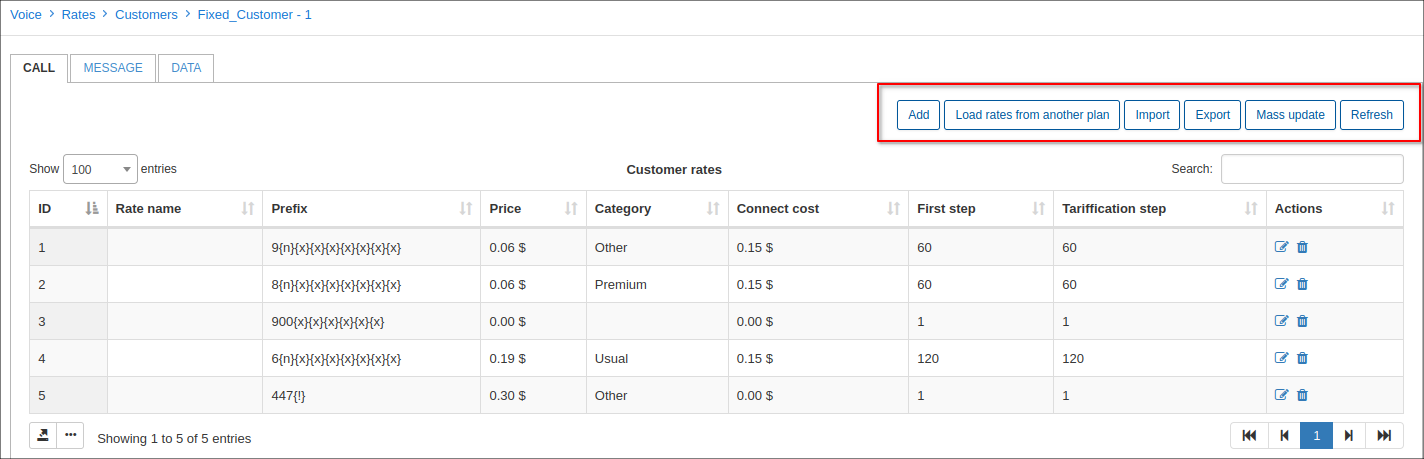 Voice > Rates > Customers > Fixed_Customer - 1
CALL MESSAGE DATA
Add Load rates from another plan Import Export Mass update Refresh
Show 100 entries Customer rates Search:
ID Rate name Prefix Price Category Connect cost First step Tariffication step Actions
1 9{n}{x}{x}{x}{x}{x}{x}{x} 0.06 $ Other 0.15 $ 60 60
2 8{n}{x}{x}{x}{x}{x}{x}{x} 0.06 $ Premium 0.15 $ 60 60
3 900{x}{x}{x}{x}{x}{x} 0.00 $ 0.00 $ 1 1
4 6{n}{x}{x}{x}{x}{x}{x}{x} 0.19 $ Usual 0.15 $ 120 120
5 447{!} 0.30 $ Other 0.00 $ 1 1
Showing 1 to 5 of 5 entries 1